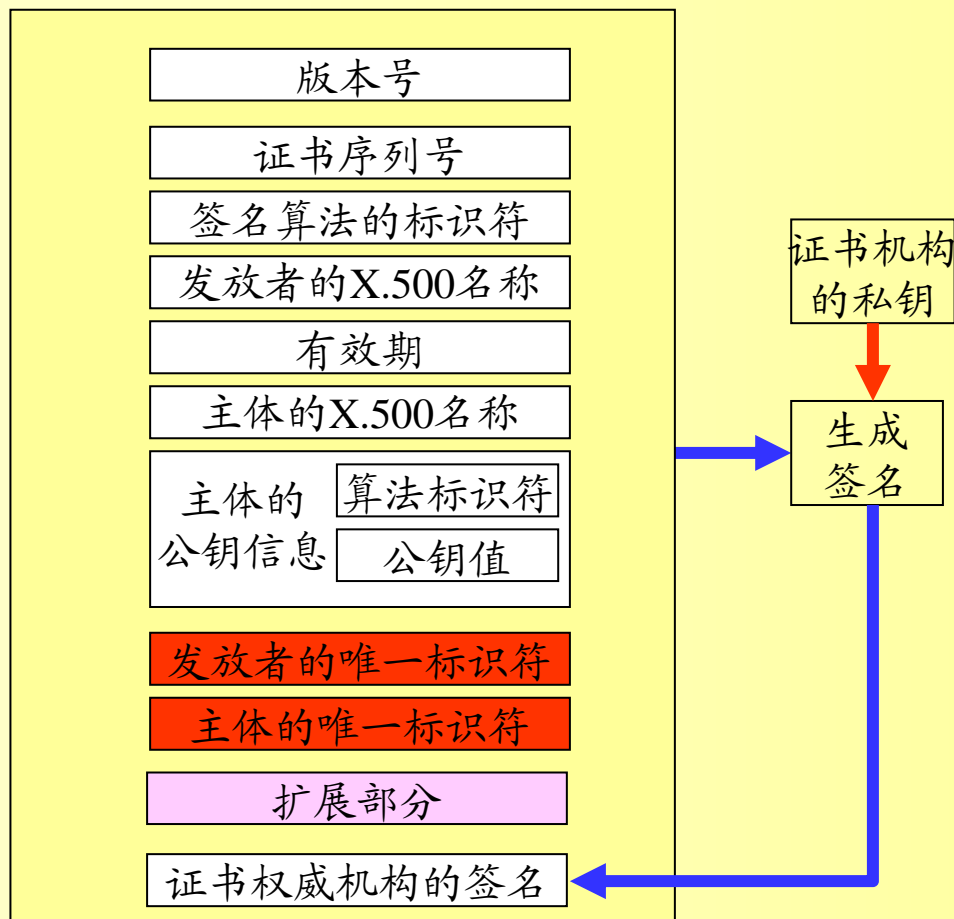 版本号
证书序列号
签名算法的标识符
发放者的X.500名称
有效期
主体的X.500名称
主体的
公钥信息
算法标识符
公钥值
发放者的唯一标识符
主体的唯一标识符
扩展部分
证书权威机构的签名
证书机构
的私钥
生成
签名